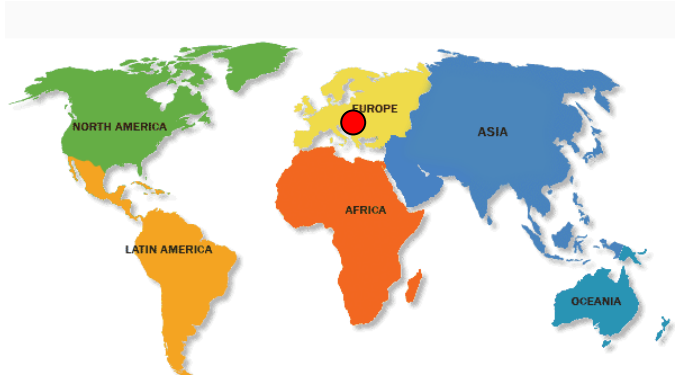 EUROPE
NORTH AMERICA
ASIA
AFRICA
LATIN AMERICA
OCEANIA